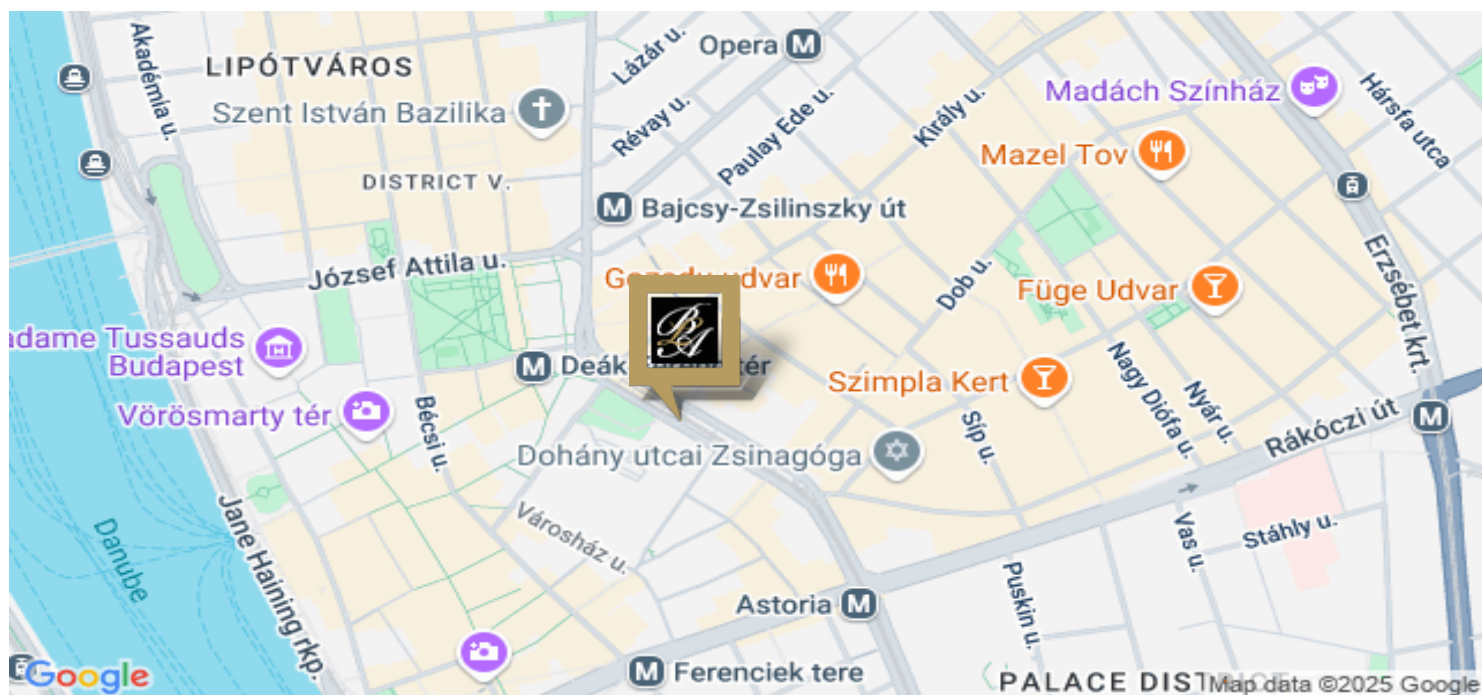 Akadémia u.
LIPÓTVÁROS
Szent István Bazilika
Lázár u.
Opera M
Révay u.
Paulay Ede u.
Király u.
Madách Színház
Hársfa utca
Mazel Tov
DISTRICT V.
M Bajcsy-Zsilinszky út
József Attila u.
udvar
Dob u.
Füge Udvar
Erzsébet krt.
adame Tussauds
Budapest
M Deák
tér
Vörösmarty tér
Bécsi u.
Szimpla Kert
Síp u.
Nagy Diófa u.
Nyár u.
Rákóczi út
M
Dohány utcai Zsinagóga
Városház u.
Jane Haining rkp.
Danube
Vas u.
Stáhly u.
Puskin u.
Astoria M
M Ferenciek tere
PALACE DIST
Google
Map data ©2025 Google